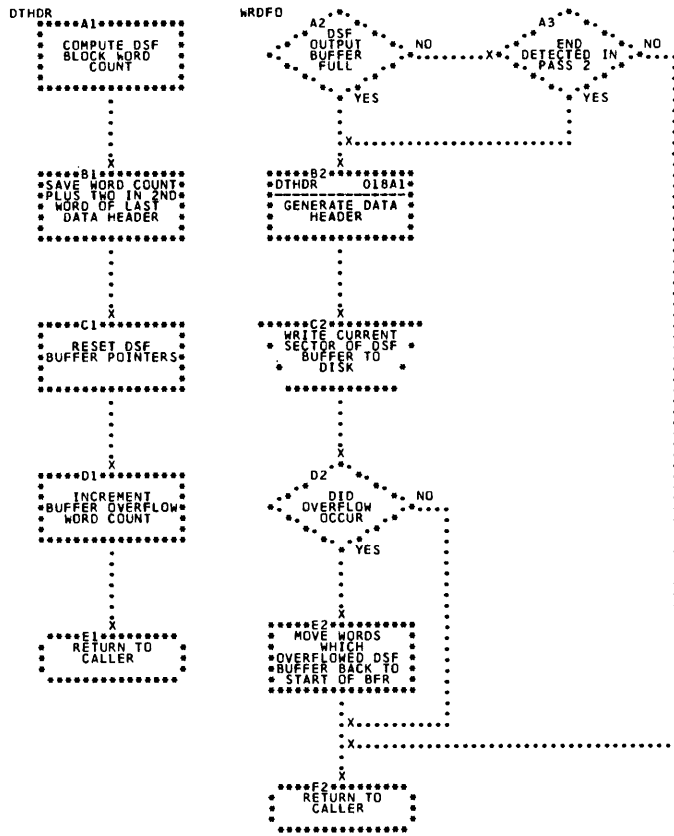 DTHDR
A1
COMPUTE DSF
BLOCK WORD
COUNT
B1
SAVE WORD COUNT
PLUS TWO IN 2ND
WORD OF LAST
DATA HEADER
C1
RESET DSF
BUFFER POINTERS
D1
INCREMENT
BUFFER OVERFLOW
WORD COUNT
E1
RETURN TO
CALLER
WRDFO
A2
DSF
OUTPUT
BUFFER
FULL
NO
YES
A3
END
DETECTED IN
PASS 2
NO
YES
B2
DTHDR 018A1
GENERATE DATA
HEADER
C2
WRITE CURRENT
SECTOR OF DSF
BUFFER TO
DISK
D2
DID
OVERFLOW
OCCUR
NO
YES
E2
MOVE WORDS
WHICH
OVERFLOWED DSF
BUFFER BACK TO
START OF BFR
F2
RETURN TO
CALLER